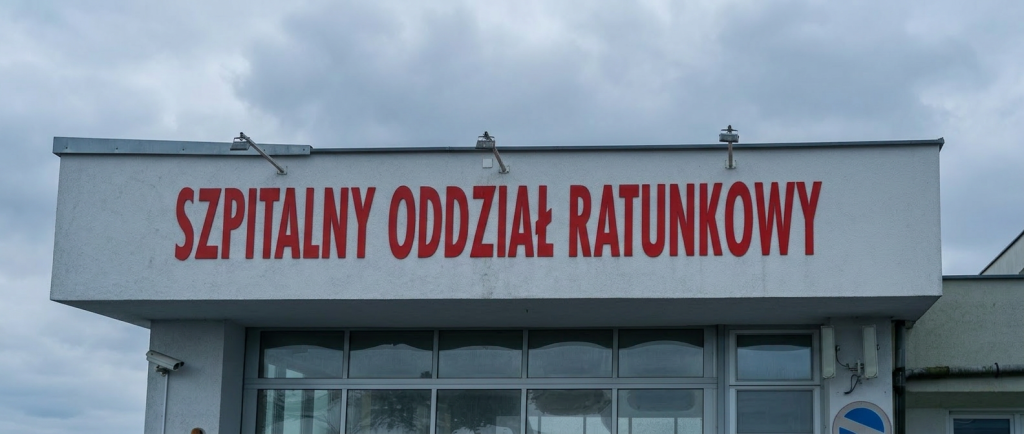 SZPITALNY ODDZIAŁ RATUNKOWY